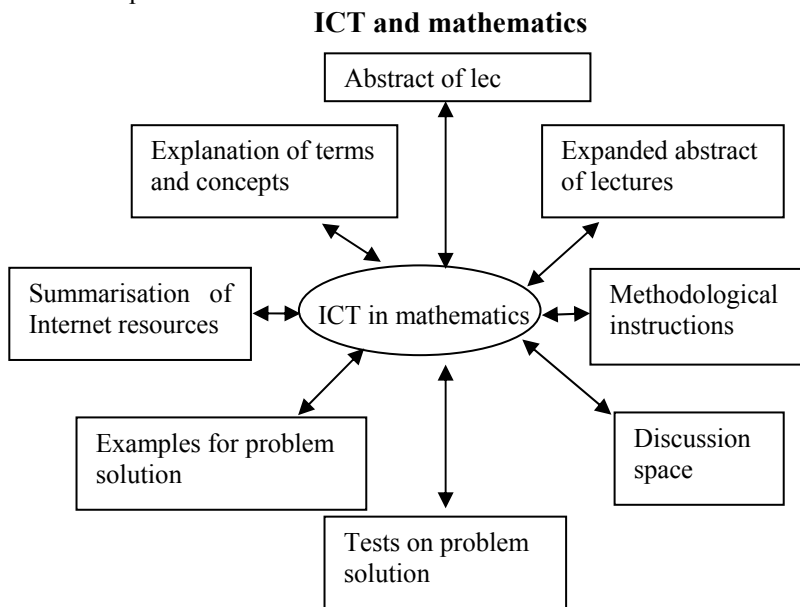 ICT and mathematics
Abstract of lec
Explanation of terms
and concepts
Expanded abstract
of lectures
Summarisation of
Internet resources
ICT in mathematics
Methodological
instructions
Examples for problem
solution
Discussion
space
Tests on problem
solution